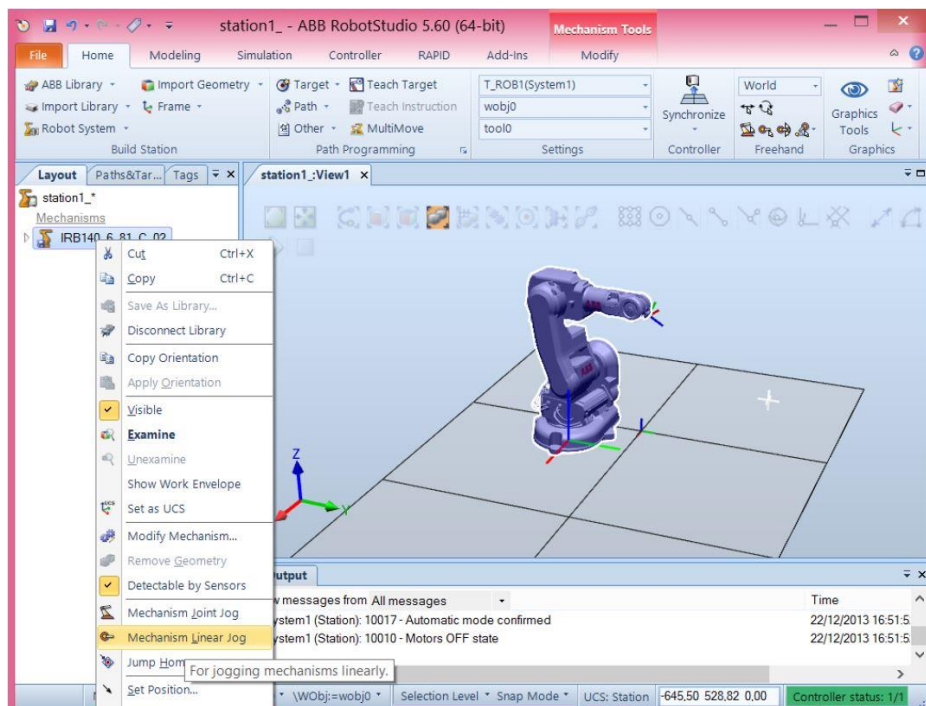 station1_ - ABB RobotStudio 5.60 (64-bit)
Mechanism Tools
File Home Modeling Simulation Controller RAPID Add-Ins Modify
ABB Library Import Geometry Target Teach Target T_ROB1(System1) World
Import Library Frame Path Teach Instruction wobj0 Synchronize Graphics
Robot System Other MultiMove tool0 Tools
Build Station Path Programming Settings Controller Freehand Graphics
Layout Paths&Tar... Tags station1_:View1
station1_*
Mechanisms
IRB140_6_81_C_02
Cut Ctrl+X
Copy Ctrl+C
Save As Library...
Disconnect Library
Copy Orientation
Apply Orientation
Visible
Examine
Unexamine
Show Work Envelope
Set as UCS
Modify Mechanism...
Remove Geometry
Detectable by Sensors
Mechanism Joint Jog
Mechanism Linear Jog
Jump Hom
Set Position...
For jogging mechanisms linearly.
ABB
ABB
Z
Y
utput
w messages from All messages Time
ystem1 (Station): 10017 - Automatic mode confirmed 22/12/2013 16:51:5
ystem1 (Station): 10010 - Motors OFF state 22/12/2013 16:51:5
\WObj:=wobj0 Selection Level Snap Mode UCS: Station -645,50 528,82 0,00 Controller status: 1/1